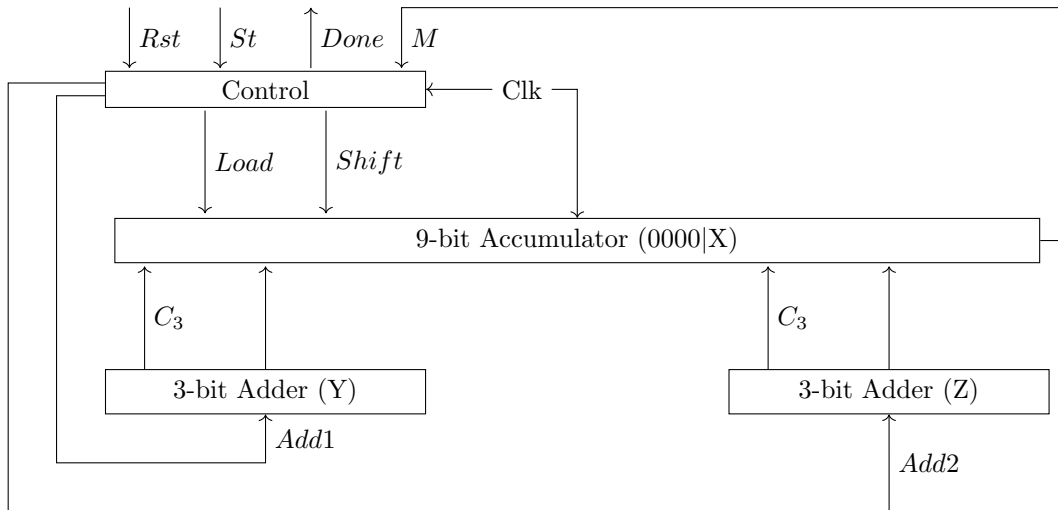 Rst St Done M
Control Clk
Load Shift
9-bit Accumulator (0000|X)
C₃ C₃
3-bit Adder (Y) 3-bit Adder (Z)
Add1
Add2